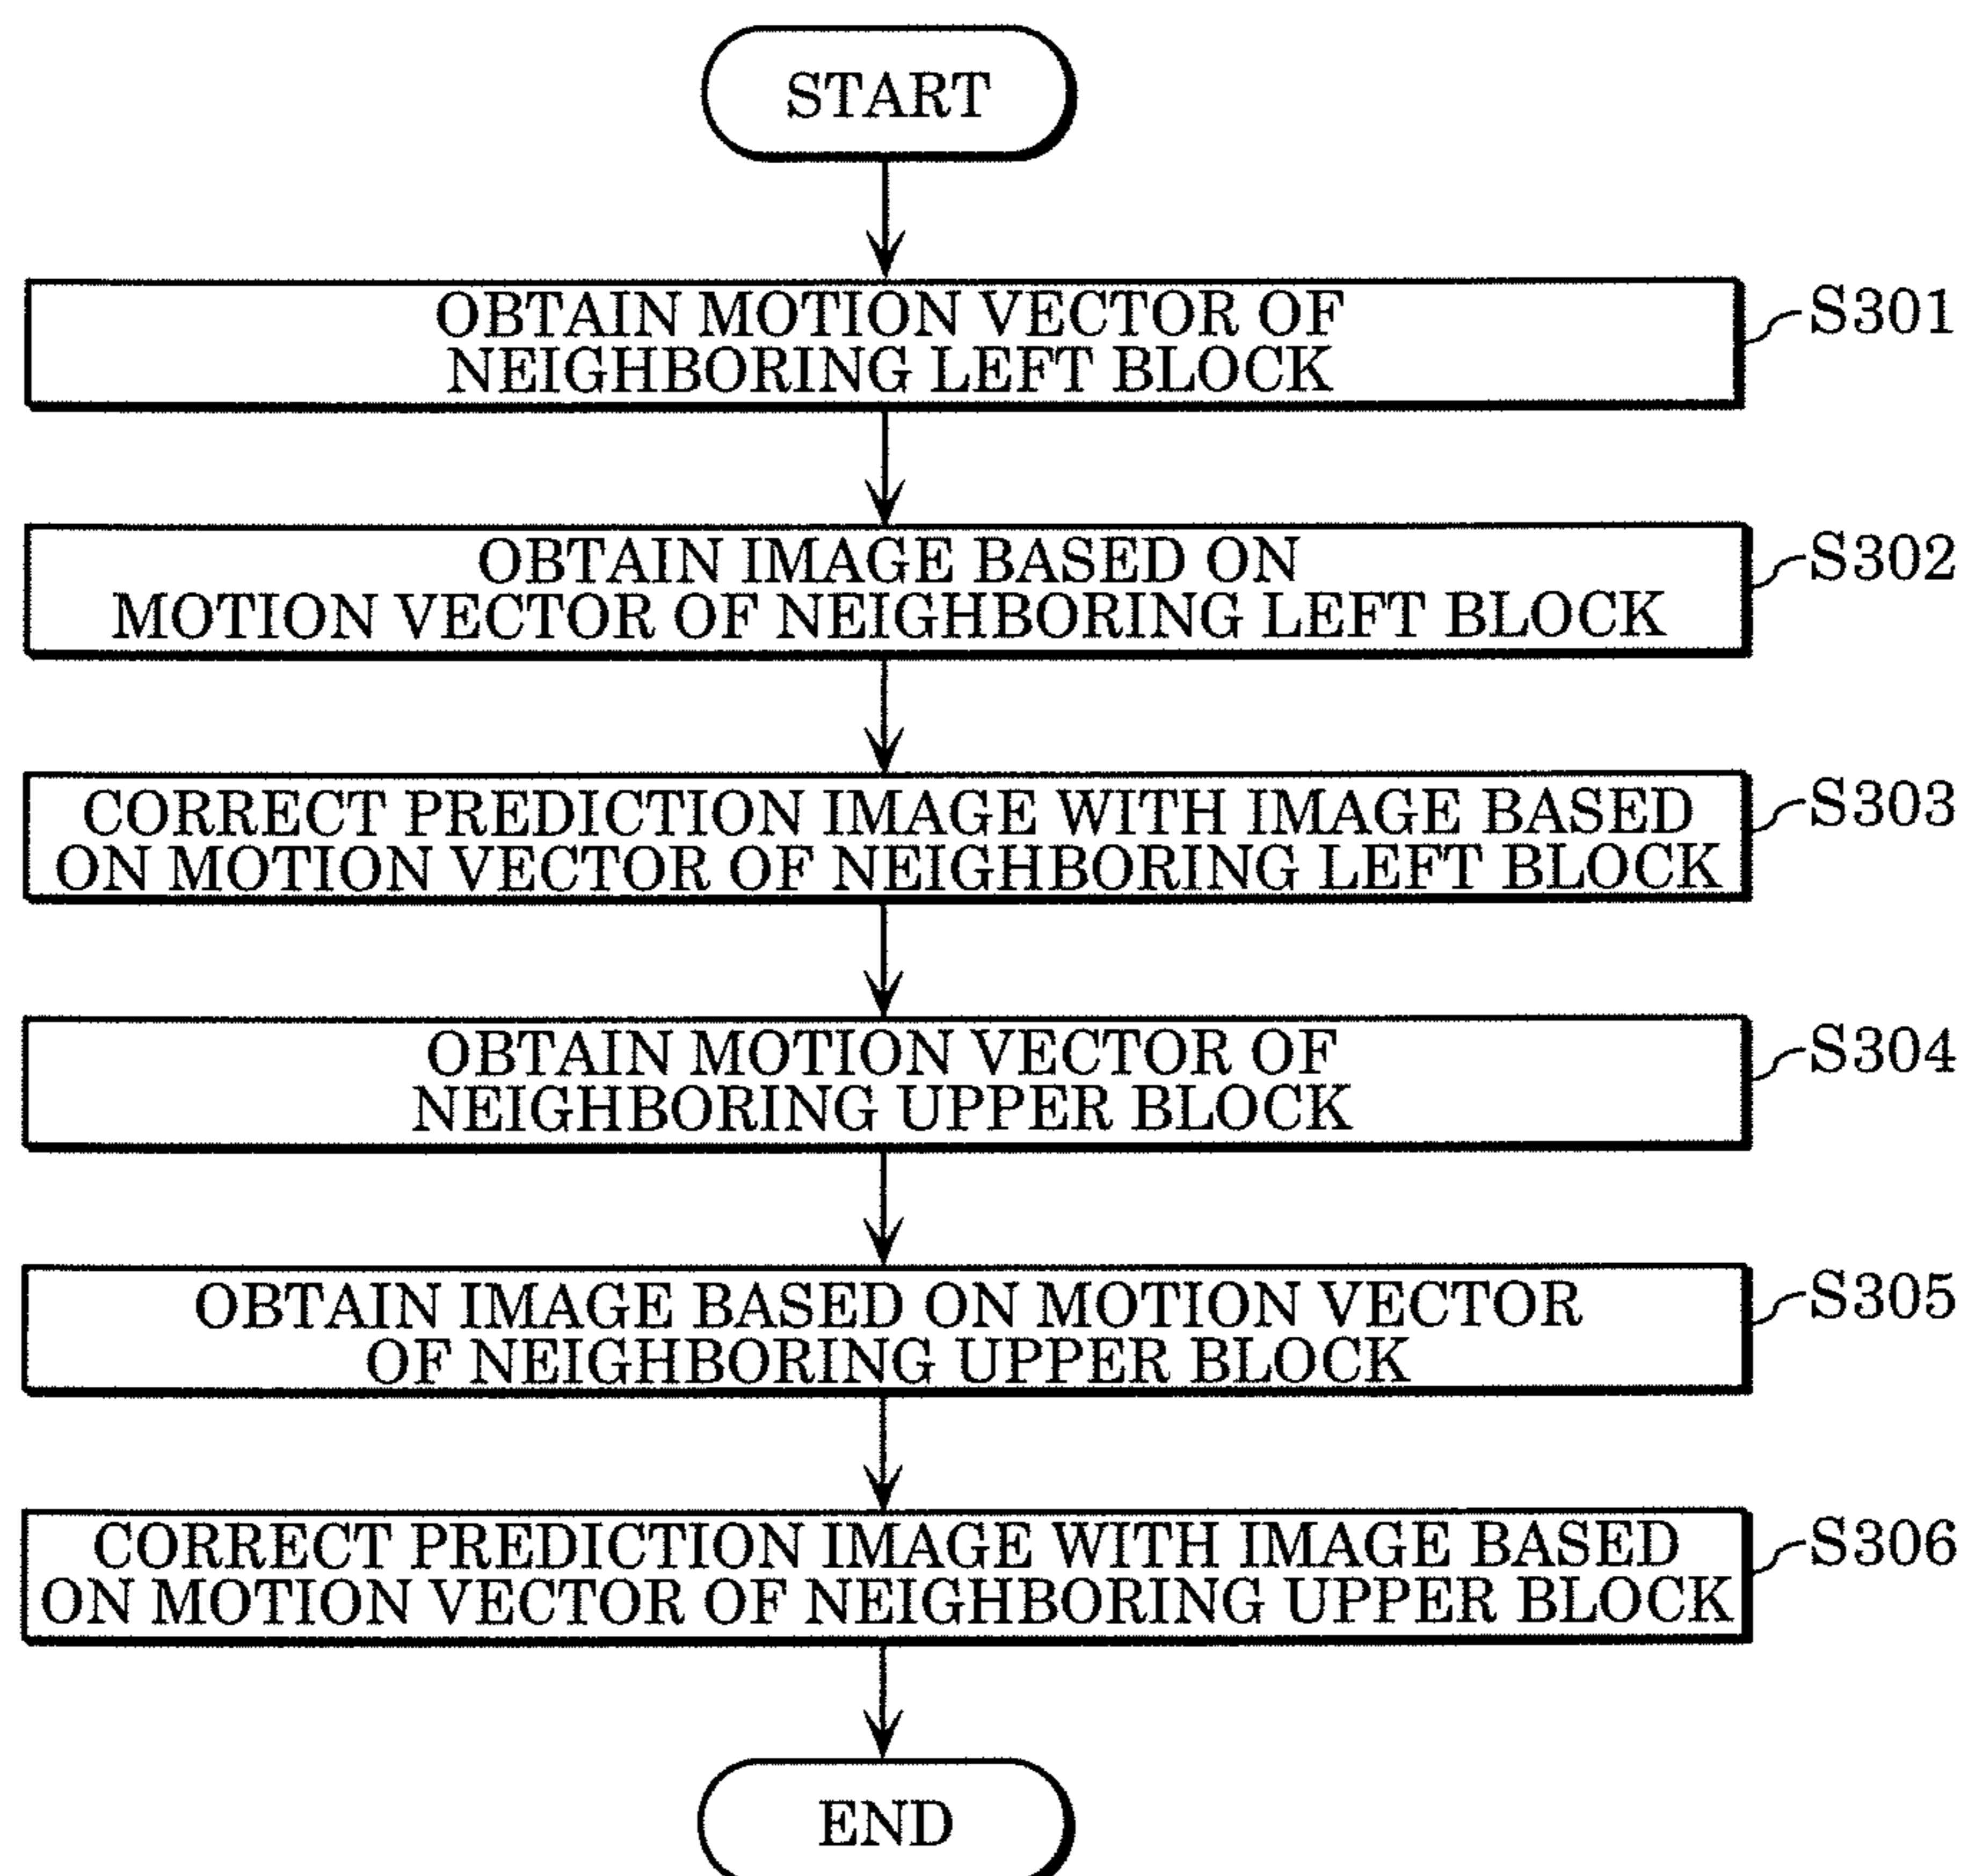 START
OBTAIN MOTION VECTOR OF
NEIGHBORING LEFT BLOCK
S301
OBTAIN IMAGE BASED ON
MOTION VECTOR OF NEIGHBORING LEFT BLOCK
S302
CORRECT PREDICTION IMAGE WITH IMAGE BASED
ON MOTION VECTOR OF NEIGHBORING LEFT BLOCK
S303
OBTAIN MOTION VECTOR OF
NEIGHBORING UPPER BLOCK
S304
OBTAIN IMAGE BASED ON MOTION VECTOR
OF NEIGHBORING UPPER BLOCK
S305
CORRECT PREDICTION IMAGE WITH IMAGE BASED
ON MOTION VECTOR OF NEIGHBORING UPPER BLOCK
S306
END